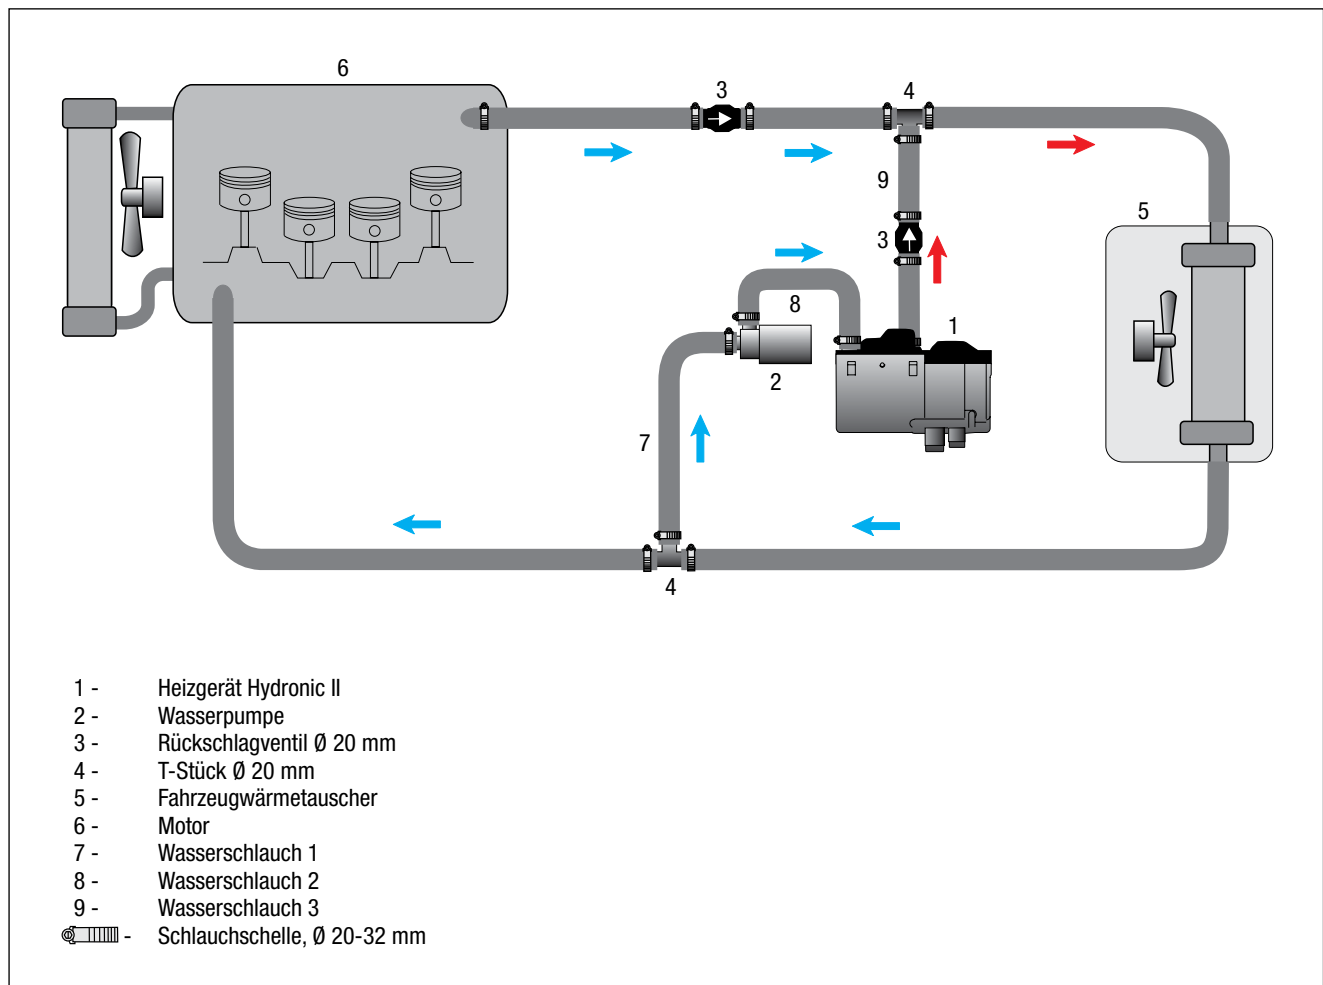 6
3
4
9
5
3
8
1
2
7
4
1 - Heizgerät Hydronic II
2 - Wasserpumpe
3 - Rückschlagventil Ø 20 mm
4 - T-Stück Ø 20 mm
5 - Fahrzeugwärmetauscher
6 - Motor
7 - Wasserschlauch 1
8 - Wasserschlauch 2
9 - Wasserschlauch 3
- Schlauchschelle, Ø 20-32 mm